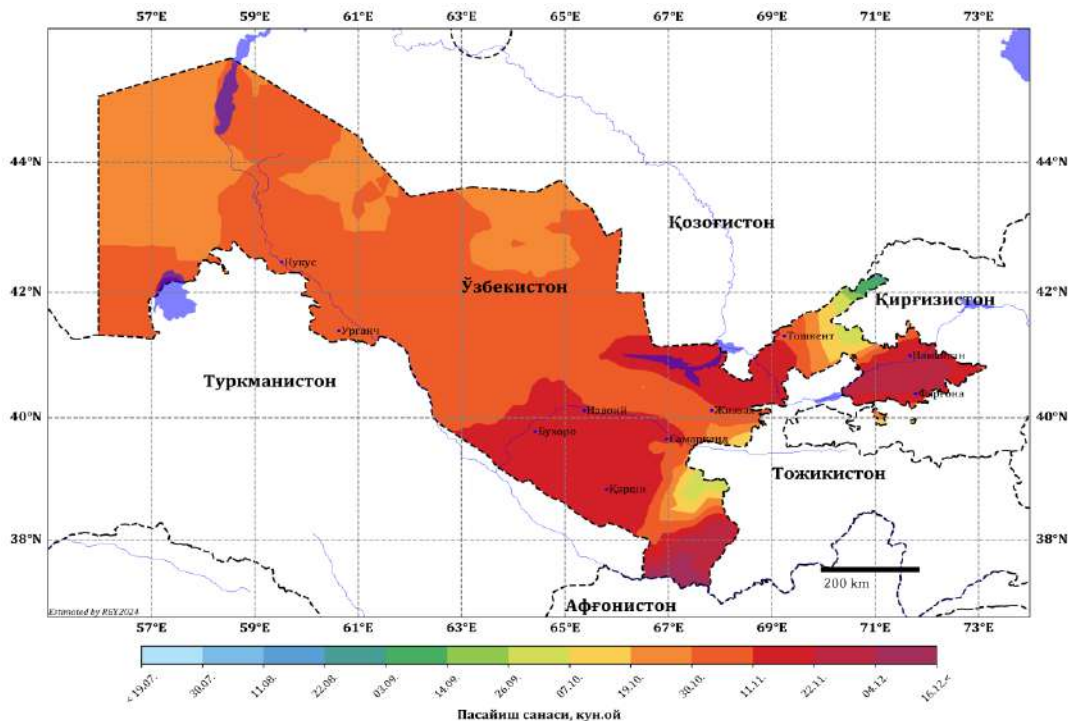 57°E 59°E 61°E 63°E 65°E 67°E 69°E 71°E 73°E
44°N 44°N
Қозоғистон
Нукус
Ўзбекистон
42°N 42°N
Қирғизистон
Урганч
Тошкент
Наманган
Туркманистон
Фарғона
Навоий
Жиззах
40°N 40°N
Бухоро
Самарқанд
Тожикистон
Қарши
38°N 38°N
200 km
Афғонистон
Estimated by REY2024
57°E 59°E 61°E 63°E 65°E 67°E 69°E 71°E 73°E
< 19.07. 30.07. 11.08. 22.08. 03.09. 14.09. 26.09. 07.10. 19.10. 30.10. 11.11. 22.11. 04.12. 16.12.<
Пасайиш санаси, кун.ой